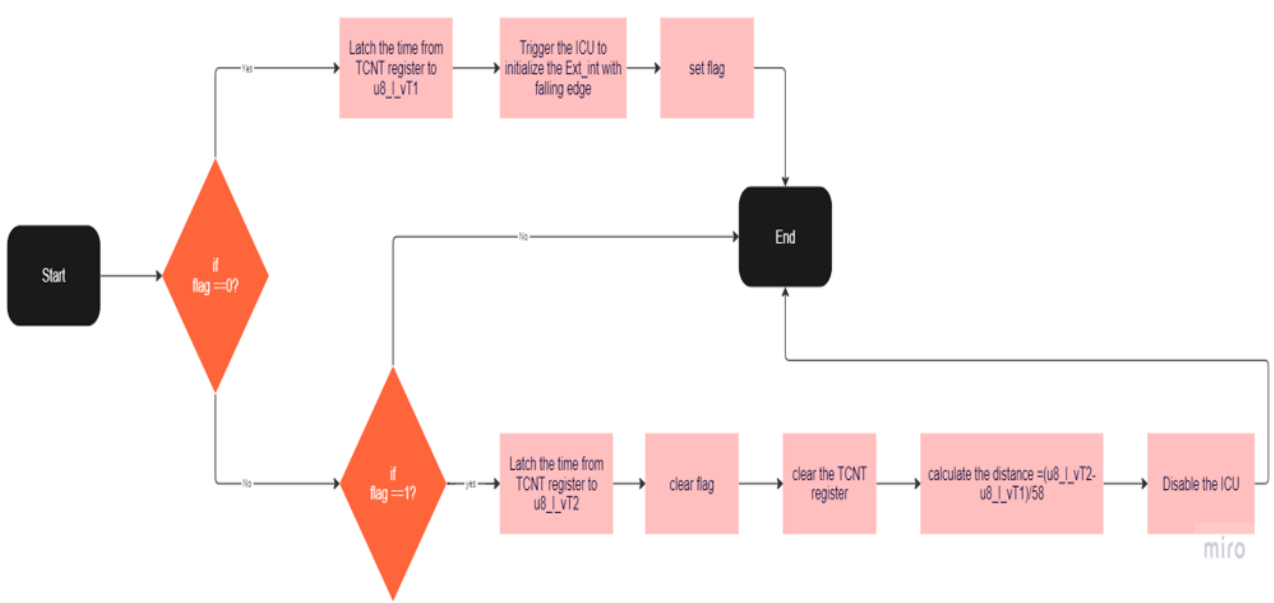 Latch the time from
TCNT register to
u8_l_vT1
Trigger the ICU to
initialize the Ext_int with
falling edge
set flag
Yes
Start
if
flag ==0?
No
End
No
if
flag ==1?
yes
Latch the time from
TCNT register to
u8_l_vT2
clear flag
clear the TCNT
register
calculate the distance =(u8_l_vT2-
u8_l_vT1)/58
Disable the ICU
miro